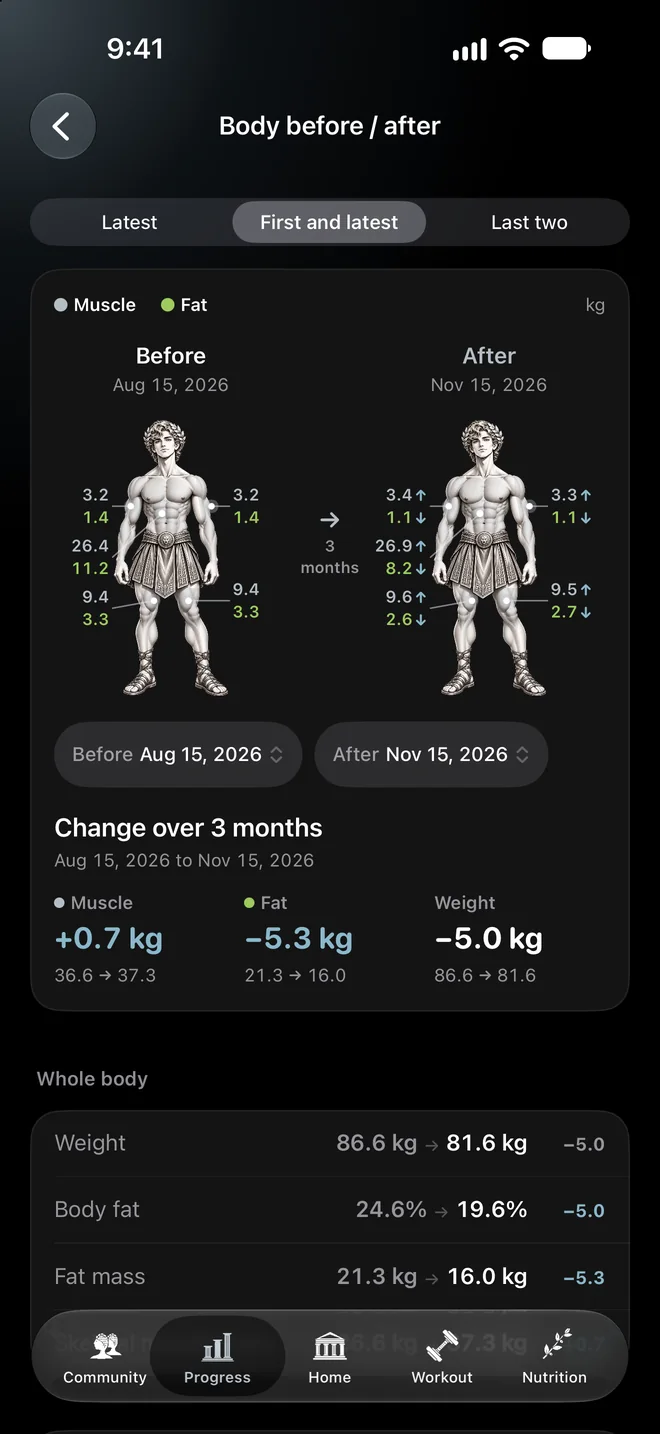 9:41
Body before / after
Latest
First and latest
Last two
Muscle
Fat
kg
Before
Aug 15, 2026
After
Nov 15, 2026
3.2
1.4
26.4
11.2
9.4
3.3
3.2
1.4
9.4
3.3
→
3
months
3.4↑
1.1↓
26.9↑
8.2↓
9.6↑
2.6↓
3.3↑
1.1↓
9.5↑
2.7↓
Before Aug 15, 2026
After Nov 15, 2026
Change over 3 months
Aug 15, 2026 to Nov 15, 2026
Muscle
+0.7 kg
36.6 → 37.3
Fat
−5.3 kg
21.3 → 16.0
Weight
−5.0 kg
86.6 → 81.6
Whole body
Weight 86.6 kg → 81.6 kg −5.0
Body fat 24.6% → 19.6% −5.0
Fat mass 21.3 kg → 16.0 kg −5.3
Community
Progress
Home
Workout
Nutrition